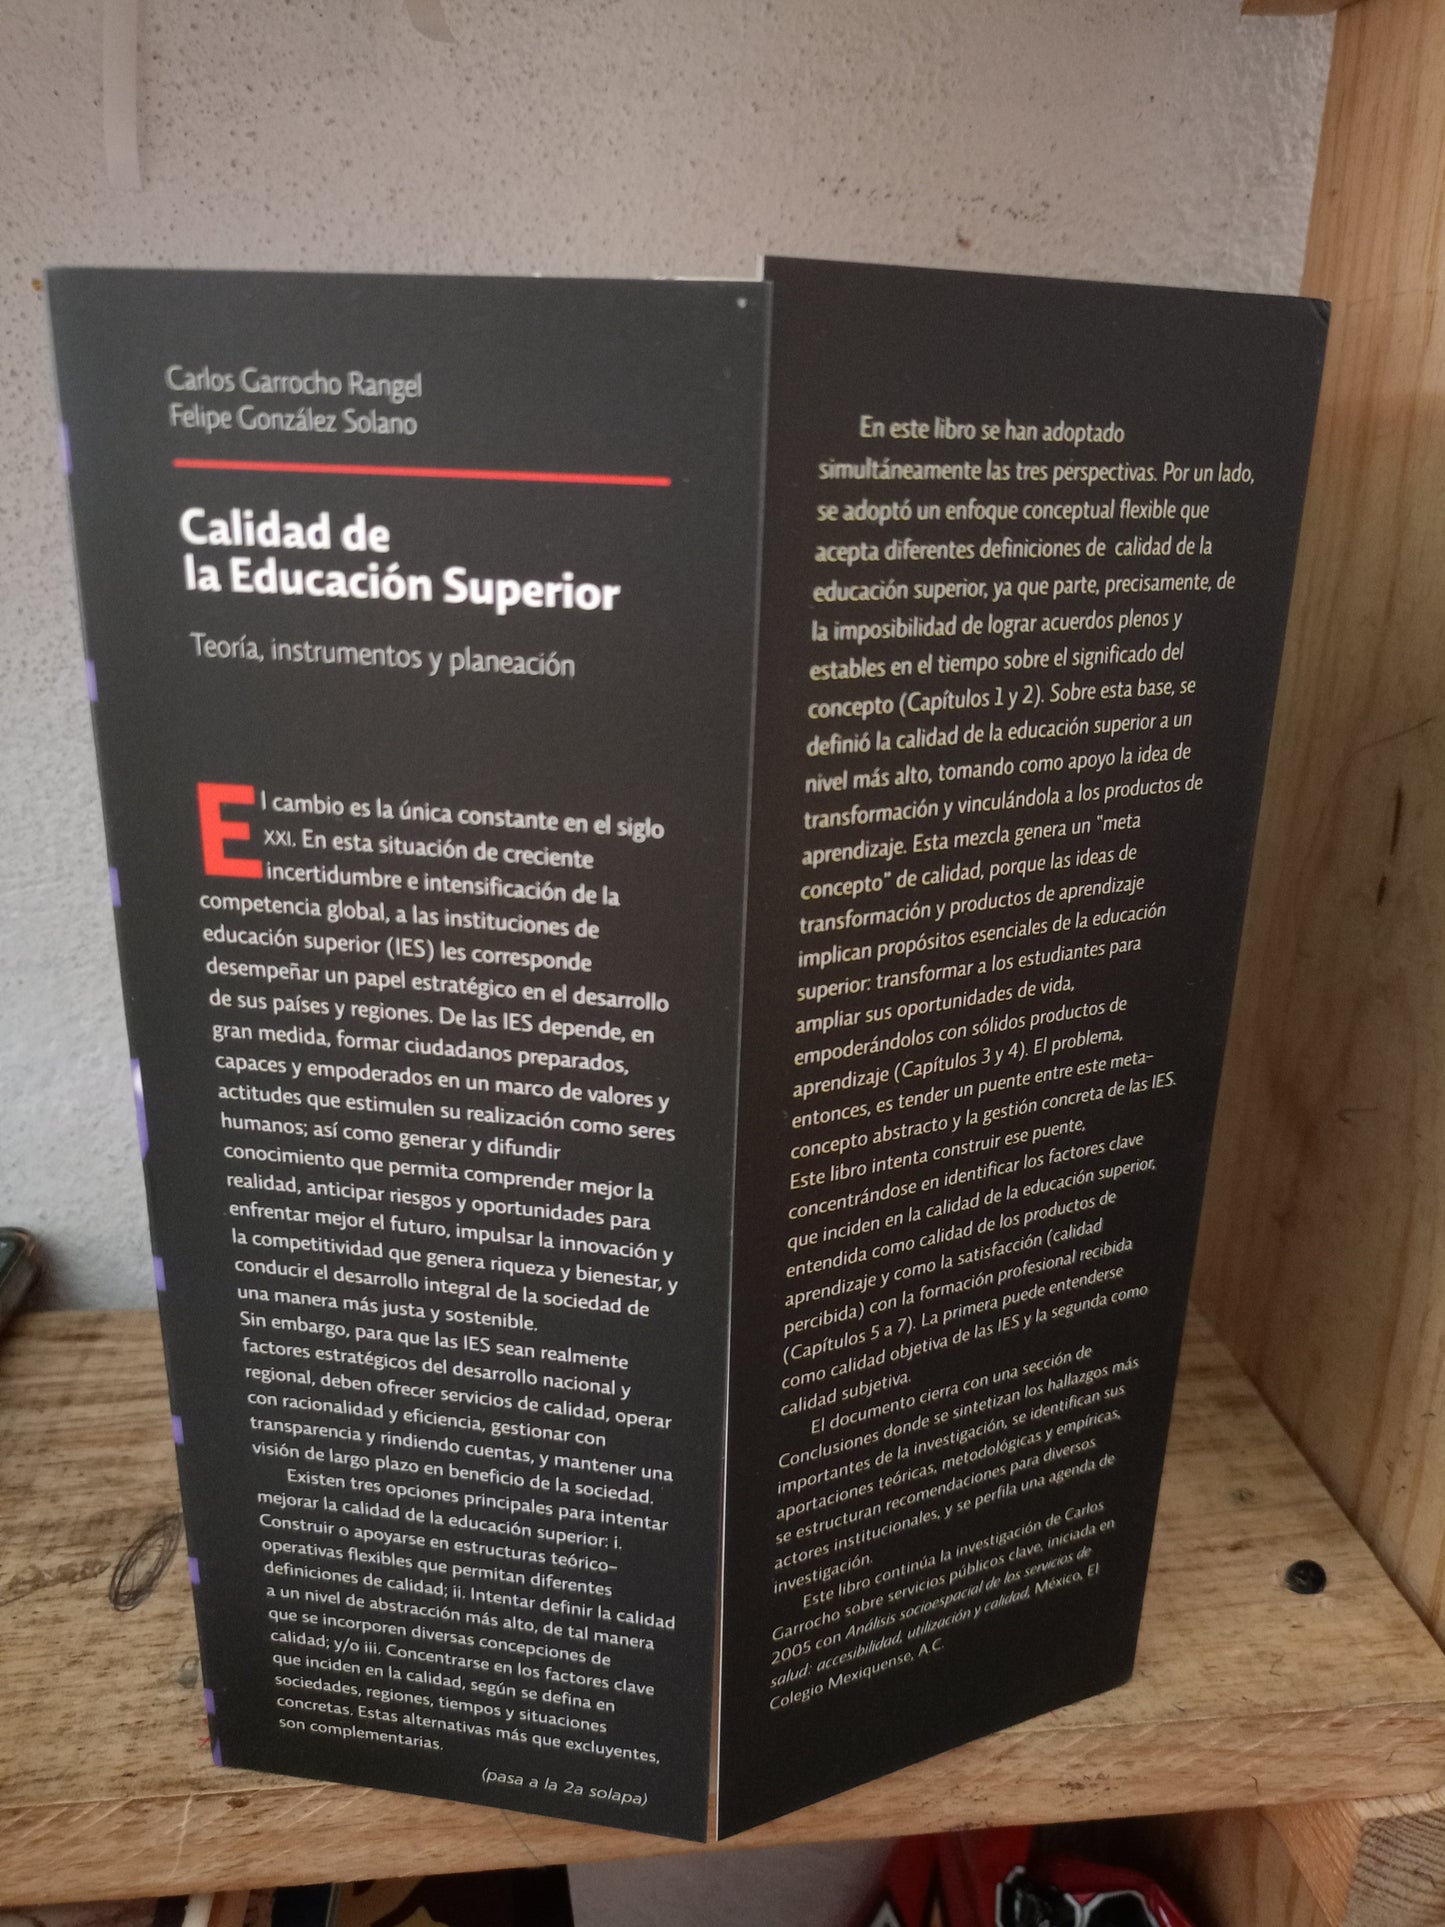 Carlos Garrocho Rangel
Felipe González Solano
Calidad de
la Educación Superior
Teoría, instrumentos y planeación
El cambio es la única constante en el siglo
XXI. En esta situación de creciente
incertidumbre e intensificación de la
competencia global, a las instituciones de
educación superior (IES) les corresponde
desempeñar un papel estratégico en el desarrollo
de sus países y regiones. De las IES depende, en
gran medida, formar ciudadanos preparados,
capaces y empoderados en un marco de valores y
actitudes que estimulen su realización como seres
humanos; así como generar y difundir
conocimiento que permita comprender mejor la
realidad, anticipar riesgos y oportunidades para
enfrentar mejor el futuro, impulsar la innovación y
la competitividad que genera riqueza y bienestar, y
conducir el desarrollo integral de la sociedad de
una manera más justa y sostenible.
Sin embargo, para que las IES sean realmente
factores estratégicos del desarrollo nacional y
regional, deben ofrecer servicios de calidad, operar
con racionalidad y eficiencia, gestionar con
transparencia y rindiendo cuentas, y mantener una
visión de largo plazo en beneficio de la sociedad.
Existen tres opciones principales para intentar
mejorar la calidad de la educación superior: i.
Construir o apoyarse en estructuras teórico-
operativas flexibles que permitan diferentes
definiciones de calidad; ii. Intentar definir la calidad
a un nivel de abstracción más alto, de tal manera
que se incorporen diversas concepciones de
calidad; y/o iii. Concentrarse en los factores clave
que inciden en la calidad, según se defina en
sociedades, regiones, tiempos y situaciones
concretas. Estas alternativas más que excluyentes,
son complementarias.
(pasa a la 2a solapa)
En este libro se han adoptado
simultáneamente las tres perspectivas. Por un lado,
se adoptó un enfoque conceptual flexible que
acepta diferentes definiciones de calidad de la
educación superior, ya que parte, precisamente, de
la imposibilidad de lograr acuerdos plenos y
estables en el tiempo sobre el significado del
concepto (Capítulos 1 y 2). Sobre esta base, se
definió la calidad de la educación superior a un
nivel más alto, tomando como apoyo la idea de
transformación y vinculándola a los productos de
aprendizaje. Esta mezcla genera un "meta
concepto" de calidad, porque las ideas de
transformación y productos de aprendizaje
implican propósitos esenciales de la educación
superior: transformar a los estudiantes para
ampliar sus oportunidades de vida,
empoderándolos con sólidos productos de
aprendizaje (Capítulos 3 y 4). El problema,
entonces, es tender un puente entre este meta-
concepto abstracto y la gestión concreta de las IES.
Este libro intenta construir ese puente,
concentrándose en identificar los factores clave
que inciden en la calidad de la educación superior,
entendida como calidad de los productos de
aprendizaje y como la satisfacción (calidad
percibida) con la formación profesional recibida
(Capítulos 5 a 7). La primera puede entenderse
como calidad objetiva de las IES y la segunda como
calidad subjetiva.
El documento cierra con una sección de
Conclusiones donde se sintetizan los hallazgos más
importantes de la investigación, se identifican sus
aportaciones teóricas, metodológicas y empíricas,
se estructuran recomendaciones para diversos
actores institucionales, y se perfila una agenda de
investigación.
Este libro continúa la investigación de Carlos
Garrocho sobre servicios públicos clave, iniciada en
2005 con Análisis socioespacial de los servicios de
salud: accesibilidad, utilización y calidad, México, El
Colegio Mexiquense, A.C.